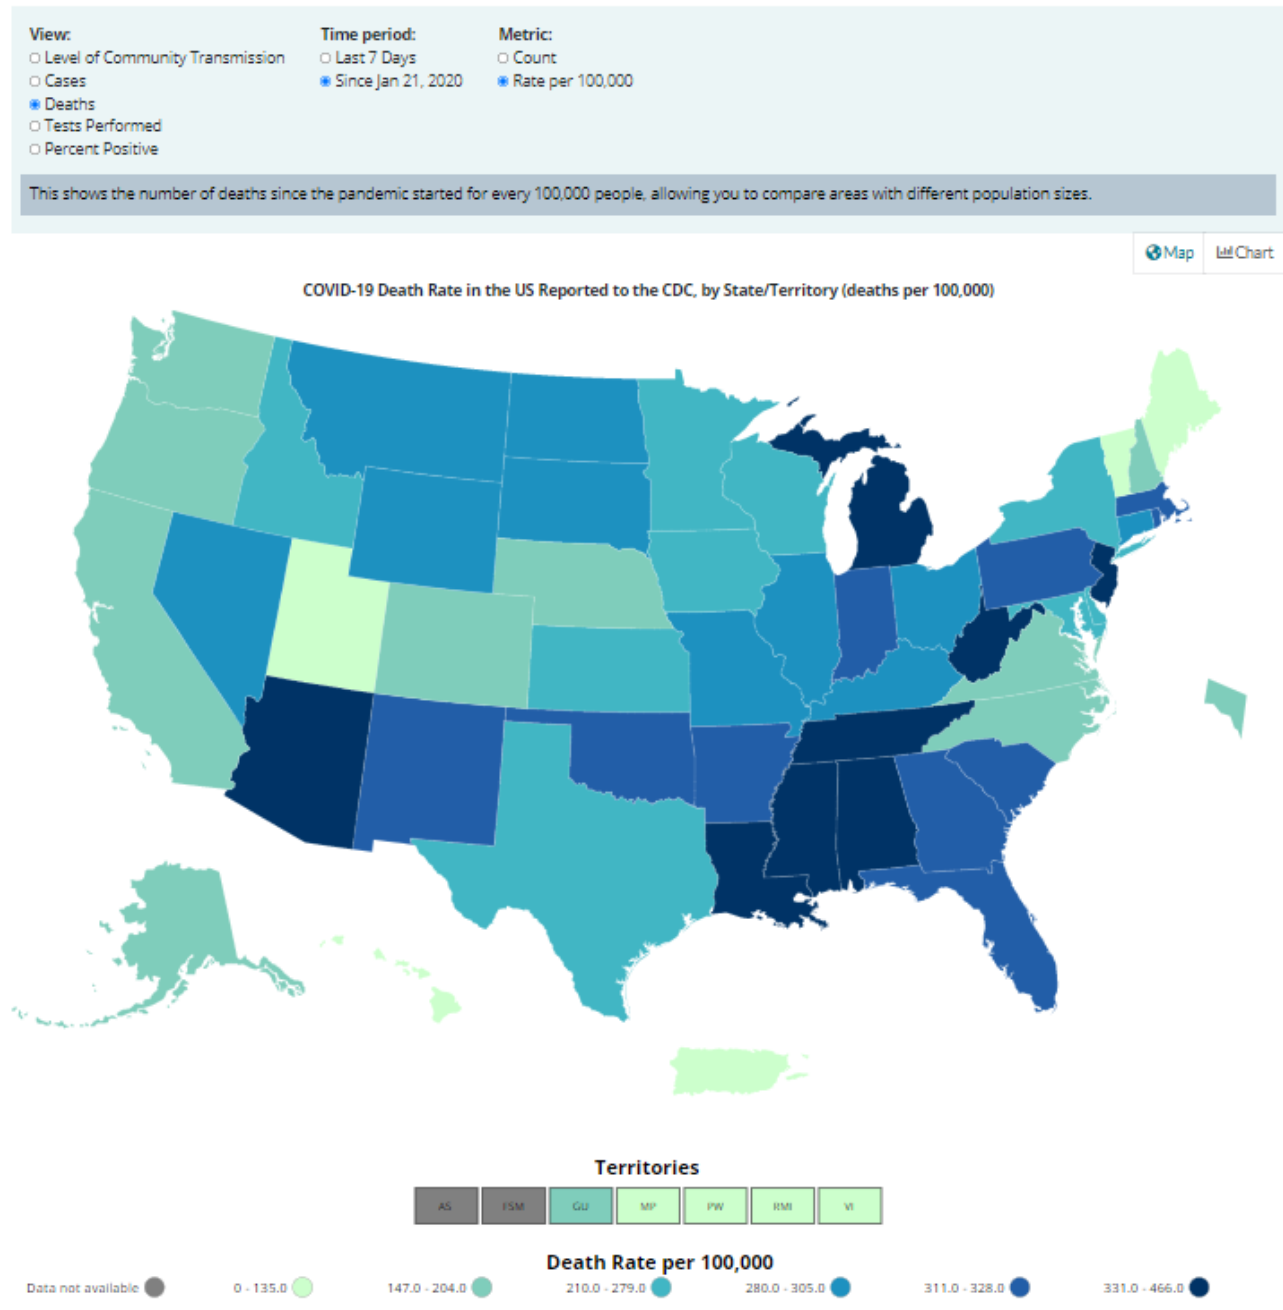 View:
Level of Community Transmission
Cases
Deaths
Tests Performed
Percent Positive
Time period:
Last 7 Days
Since Jan 21, 2020
Metric:
Count
Rate per 100,000
This shows the number of deaths since the pandemic started for every 100,000 people, allowing you to compare areas with different population sizes.
Map
Chart
COVID-19 Death Rate in the US Reported to the CDC, by State/Territory (deaths per 100,000)
Territories
AS FSM GU MP PW RMI VI
Death Rate per 100,000
Data not available 0 - 135.0 147.0 - 204.0 210.0 - 279.0 280.0 - 305.0 311.0 - 328.0 331.0 - 466.0